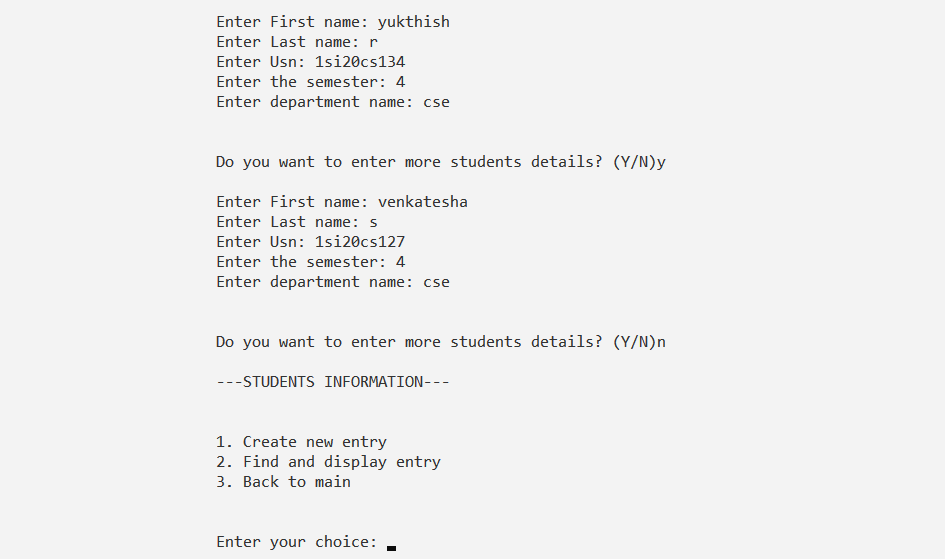 Enter First name: yukthish
Enter Last name: r
Enter Usn: 1si20cs134
Enter the semester: 4
Enter department name: cse
Do you want to enter more students details? (Y/N)y
Enter First name: venkatesha
Enter Last name: s
Enter Usn: 1si20cs127
Enter the semester: 4
Enter department name: cse
Do you want to enter more students details? (Y/N)n
---STUDENTS INFORMATION---
1. Create new entry
2. Find and display entry
3. Back to main
Enter your choice: